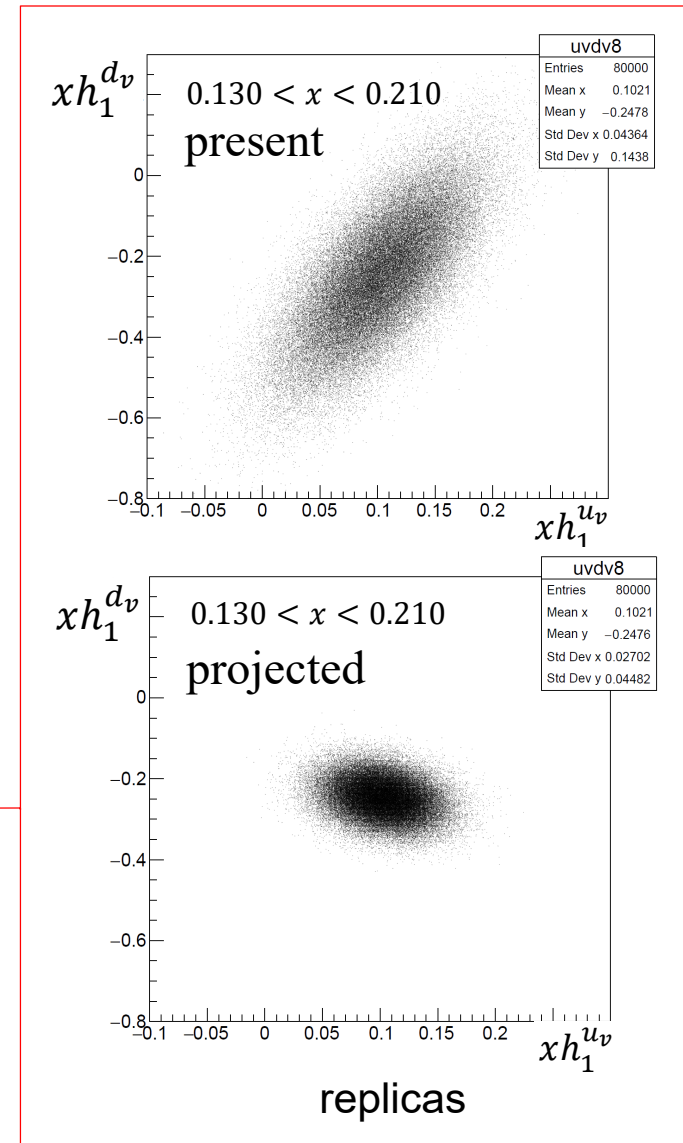 uvdv8
Entries 80000
Mean x 0.1021
Mean y −0.2478
Std Dev x 0.04364
Std Dev y 0.1438
xh₁^{d_v}
0.130 < x < 0.210
present
0
−0.2
−0.4
−0.6
−0.8
−0.1 −0.05 0 0.05 0.1 0.15 0.2
xh₁^{u_v}
uvdv8
Entries 80000
Mean x 0.1021
Mean y −0.2476
Std Dev x 0.02702
Std Dev y 0.04482
xh₁^{d_v}
0.130 < x < 0.210
projected
0
−0.2
−0.4
−0.6
−0.8
−0.1 −0.05 0 0.05 0.1 0.15 0.2
xh₁^{u_v}
replicas